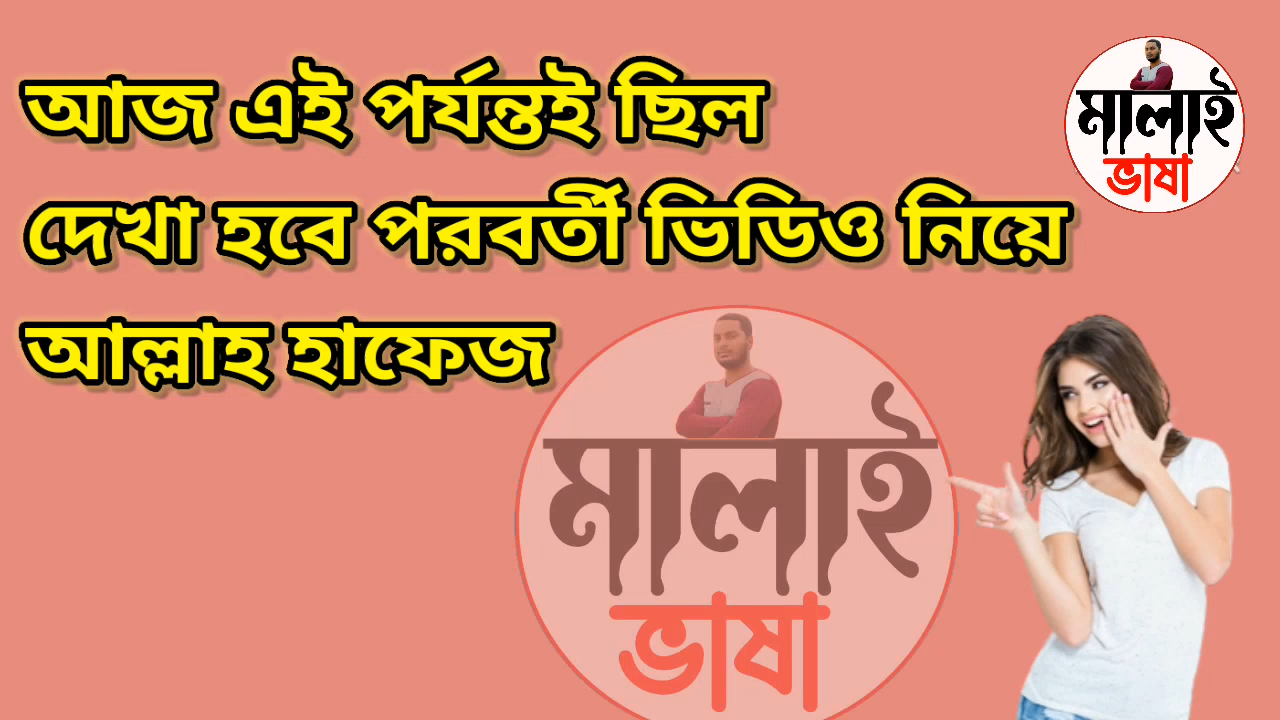 আজ এই পর্যন্তই ছিল
দেখা হবে পরবর্তী ভিডিও নিয়ে
আল্লাহ হাফেজ
মালাই
ভাষা
মালাই
ভাষা